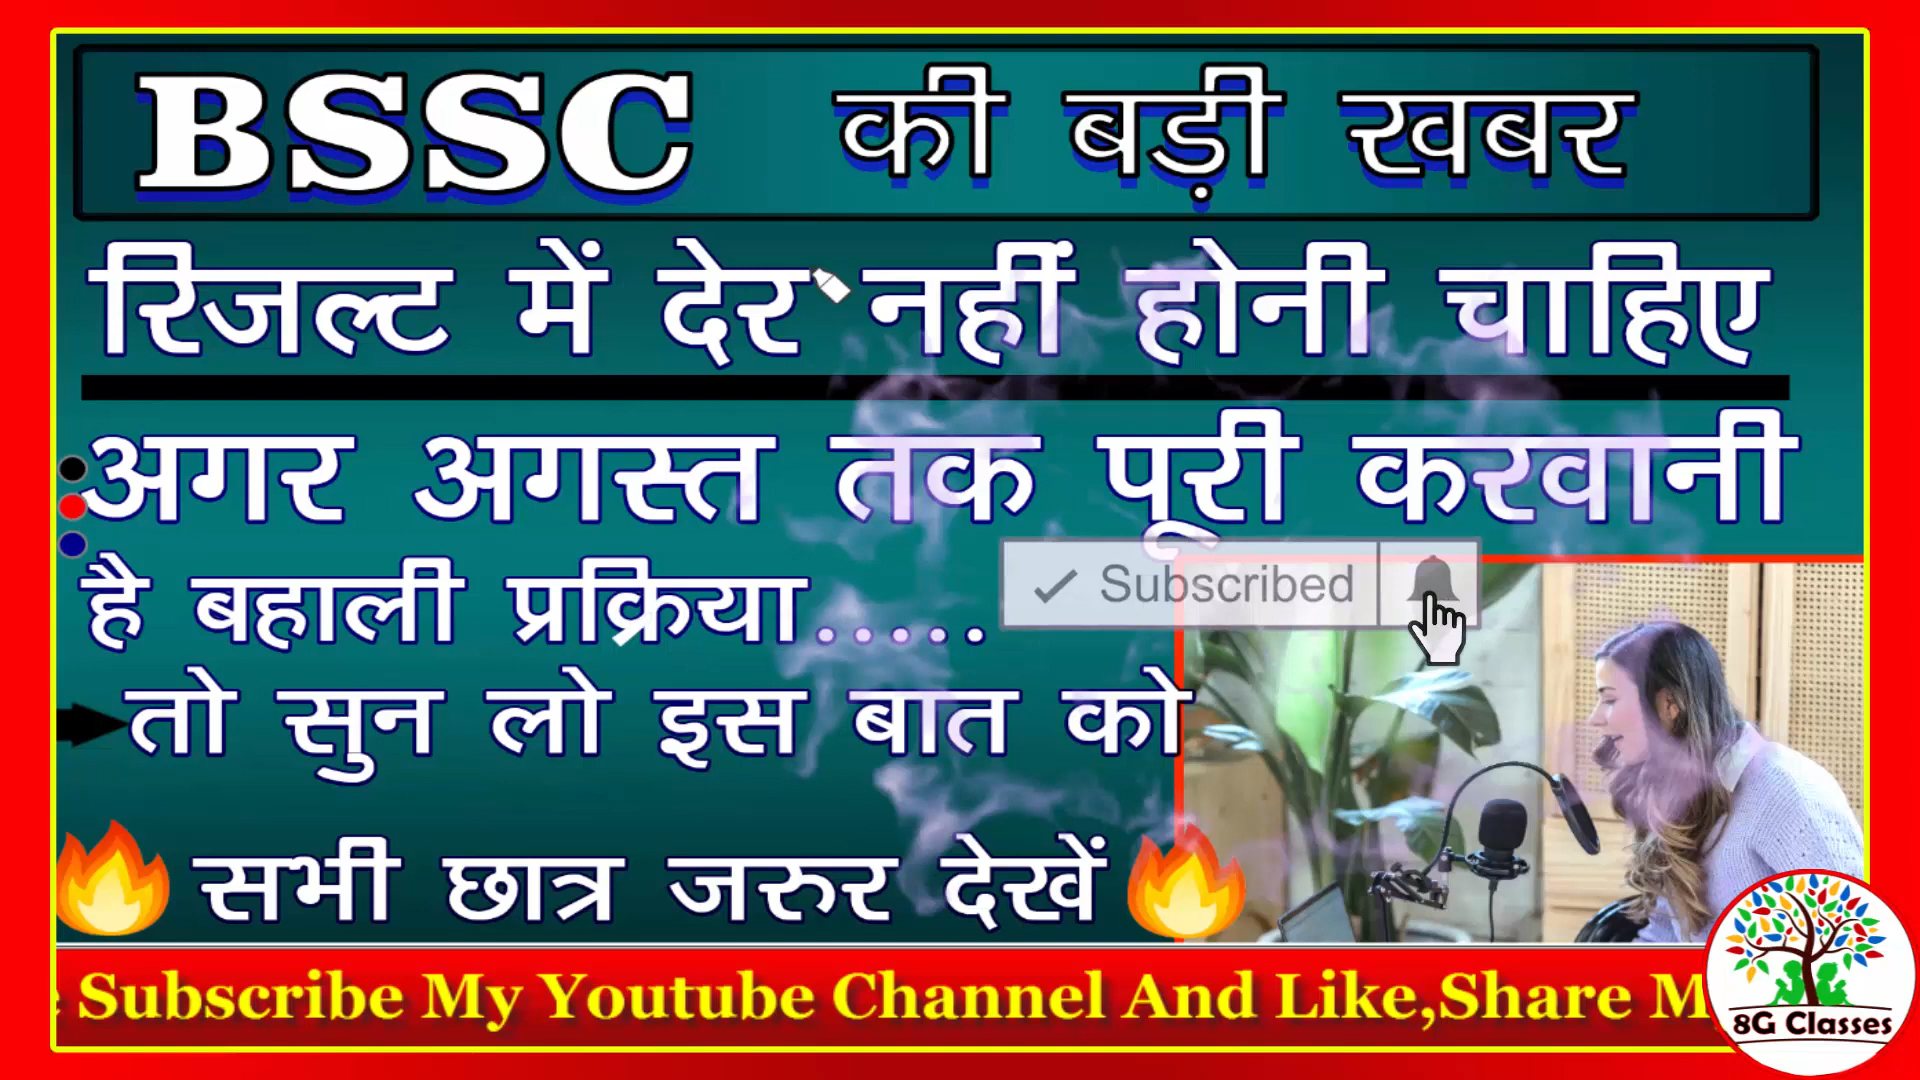 BSSC की बड़ी खबर
रिजल्ट में देर नहीं होनी चाहिए
अगर अगस्त तक पूरी करवानी
है बहाली प्रक्रिया.....
Subscribed
तो सुन लो इस बात को
सभी छात्र जरुर देखें
Subscribe My Youtube Channel And Like,Share
8G Classes